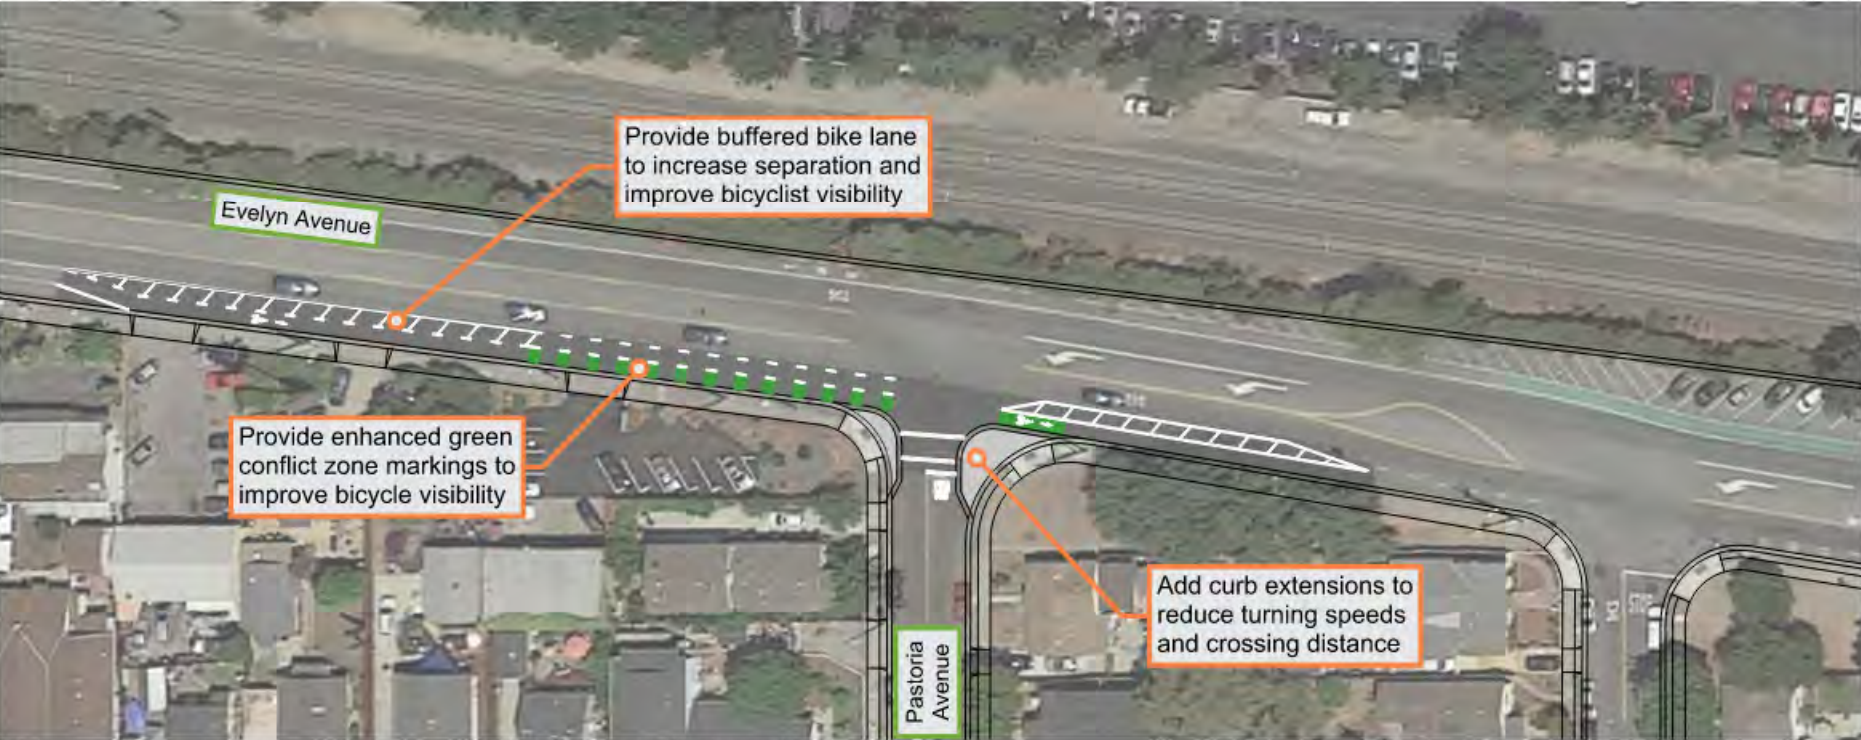 Provide buffered bike lane
to increase separation and
improve bicyclist visibility
Evelyn Avenue
Provide enhanced green
conflict zone markings to
improve bicycle visibility
Add curb extensions to
reduce turning speeds
and crossing distance
Pastoria
Avenue
STOP